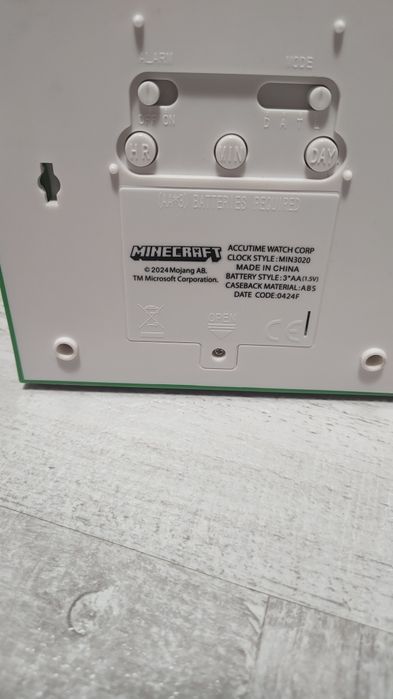 ALARM
MODE
OFF ON
D A T L
HR
MIN
DAY
(AA×3) BATTERIES REQUIRED
MINECRAFT
© 2024 Mojang AB.
TM Microsoft Corporation.
ACCUTIME WATCH CORP
CLOCK STYLE : MIN3020
MADE IN CHINA
BATTERY STYLE : 3*AA (1.5V)
CASEBACK MATERIAL : ABS
DATE CODE:0424F
OPEN
CE